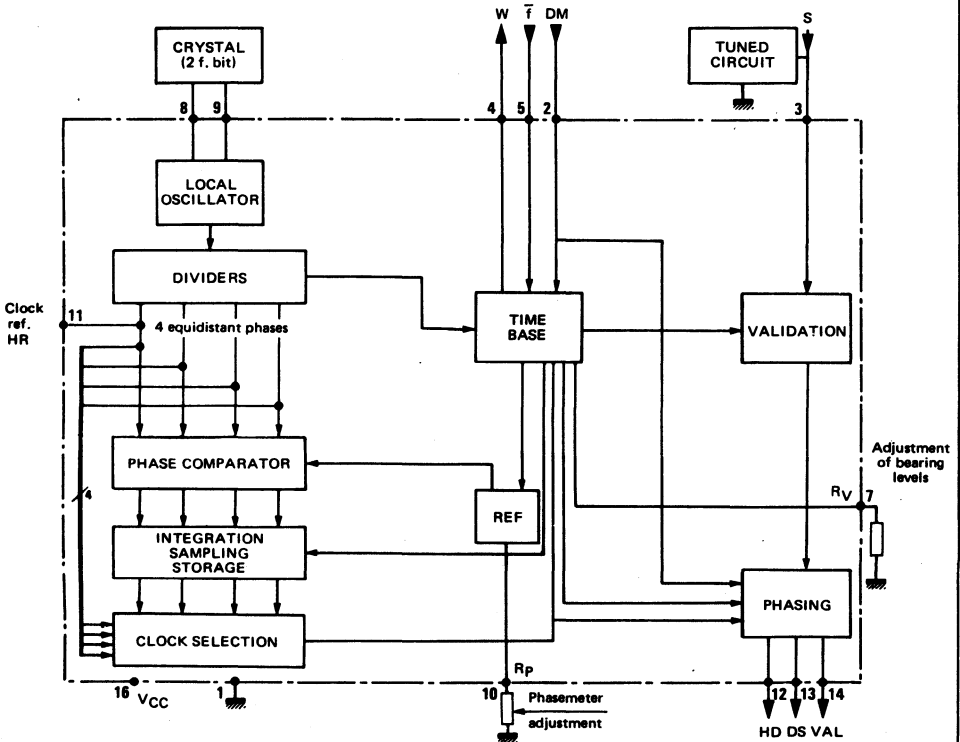 W f DM
S
CRYSTAL
(2 f. bit)
TUNED
CIRCUIT
8 9 4 5 2 3
LOCAL
OSCILLATOR
DIVIDERS
Clock
ref.
HR
11
4 equidistant phases
TIME
BASE
VALIDATION
PHASE COMPARATOR
Adjustment
of bearing
levels
4
REF
RV 7
INTEGRATION
SAMPLING
STORAGE
PHASING
CLOCK SELECTION
16 VCC
1
RP
10
Phasemeter
adjustment
12 13 14
HD DS VAL